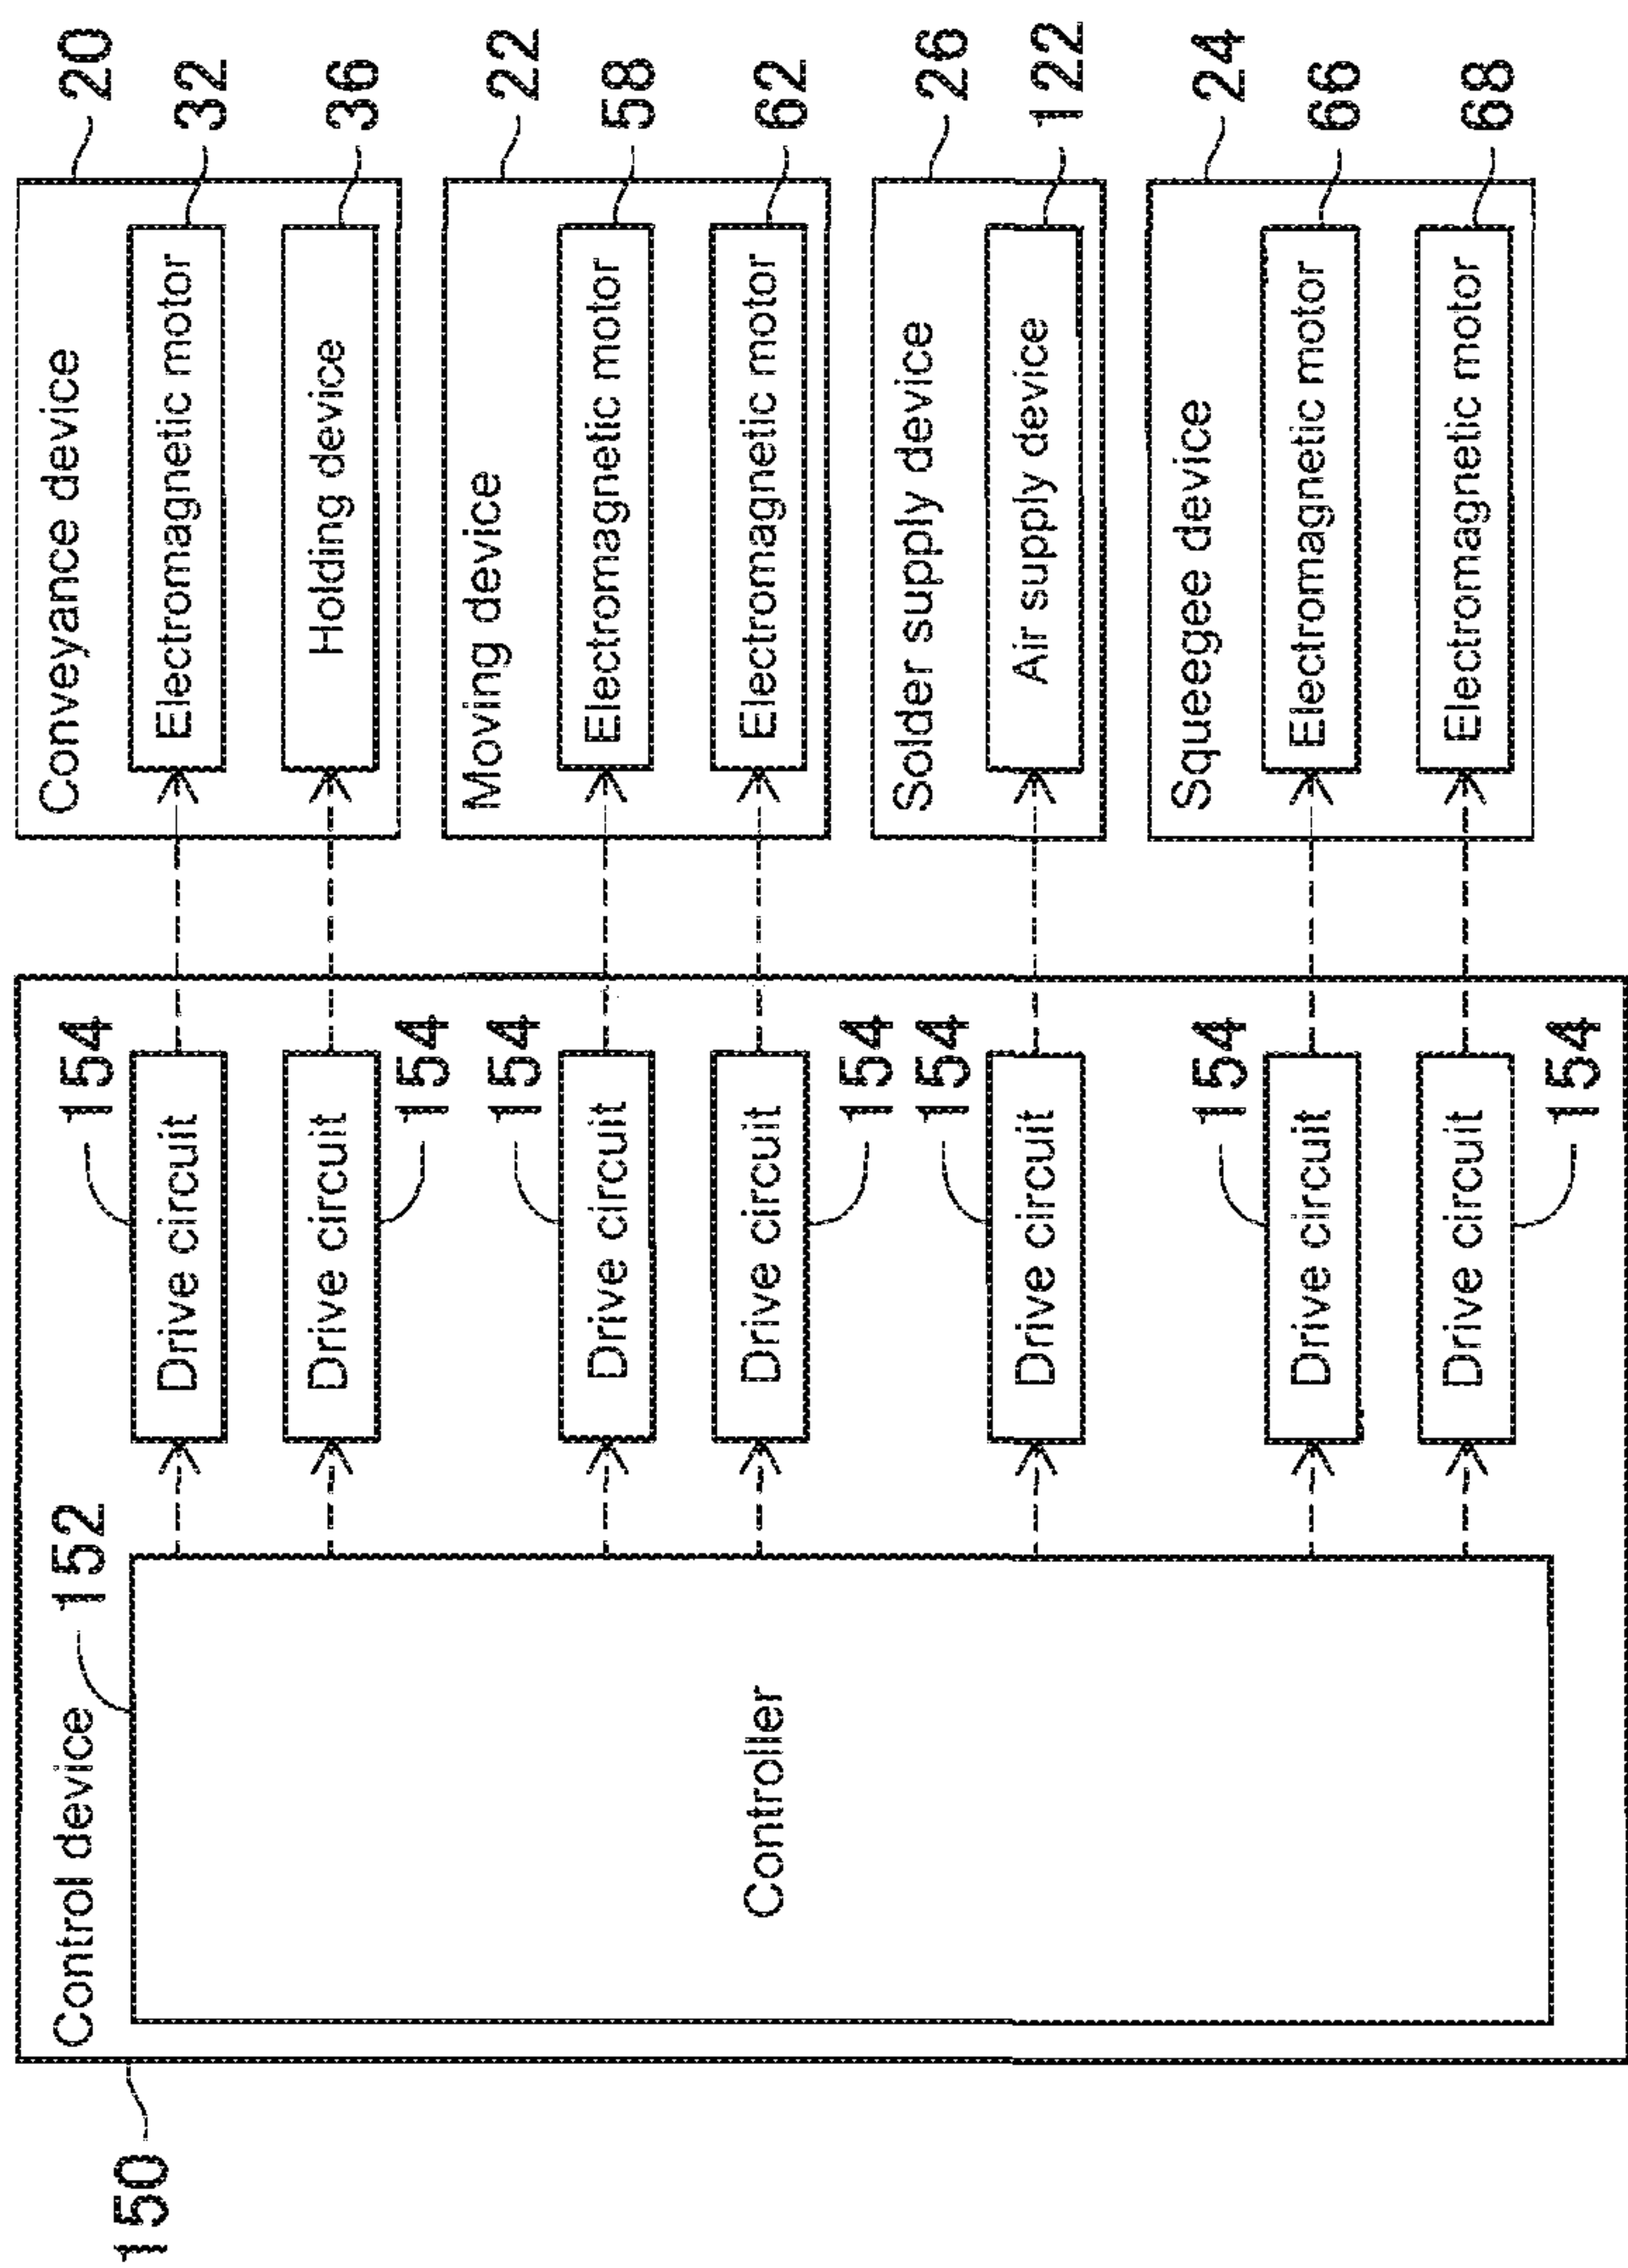 150
Control device
152
Controller
Drive circuit
154
Drive circuit
154
Drive circuit
154
Drive circuit
154
Drive circuit
154
Drive circuit
154
Drive circuit
154
Conveyance device
20
Electromagnetic motor
32
Holding device
36
Moving device
22
Electromagnetic motor
58
Electromagnetic motor
62
Solder supply device
26
Air supply device
122
Squeegee device
24
Electromagnetic motor
66
Electromagnetic motor
68